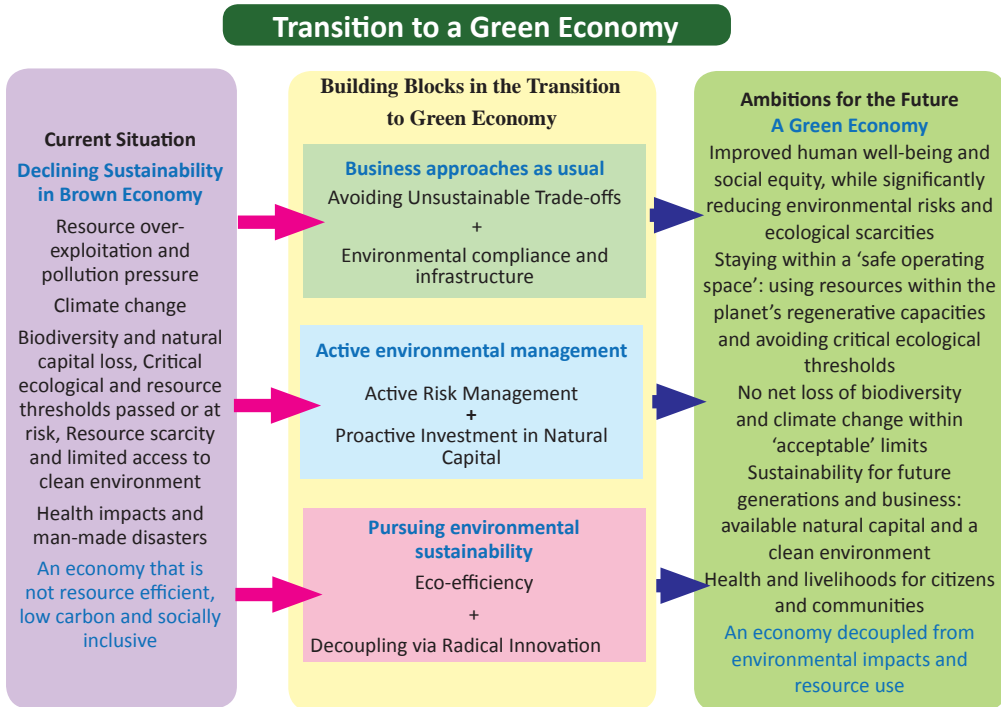 Transition to a Green Economy
Current Situation
Declining Sustainability
in Brown Economy
Resource over-
exploitation and
pollution pressure
Climate change
Biodiversity and natural
capital loss, Critical
ecological and resource
thresholds passed or at
risk, Resource scarcity
and limited access to
clean environment
Health impacts and
man-made disasters
An economy that is
not resource efficient,
low carbon and socially
inclusive
Building Blocks in the Transition
to Green Economy
Business approaches as usual
Avoiding Unsustainable Trade-offs
+
Environmental compliance and
infrastructure
Active environmental management
Active Risk Management
+
Proactive Investment in Natural
Capital
Pursuing environmental
sustainability
Eco-efficiency
+
Decoupling via Radical Innovation
Ambitions for the Future
A Green Economy
Improved human well-being and
social equity, while significantly
reducing environmental risks and
ecological scarcities
Staying within a ‘safe operating
space’: using resources within the
planet’s regenerative capacities
and avoiding critical ecological
thresholds
No net loss of biodiversity
and climate change within
‘acceptable’ limits
Sustainability for future
generations and business:
available natural capital and a
clean environment
Health and livelihoods for citizens
and communities
An economy decoupled from
environmental impacts and
resource use